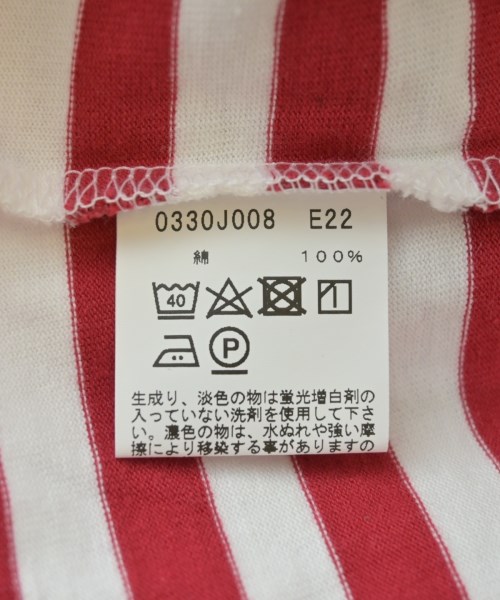 0330J008 E22
綿 100%
40
P
生成り、淡色の物は蛍光増白剤の
入っていない洗剤を使用して下さ
い。濃色の物は、水ぬれや強い摩
擦により移染する事がありますの